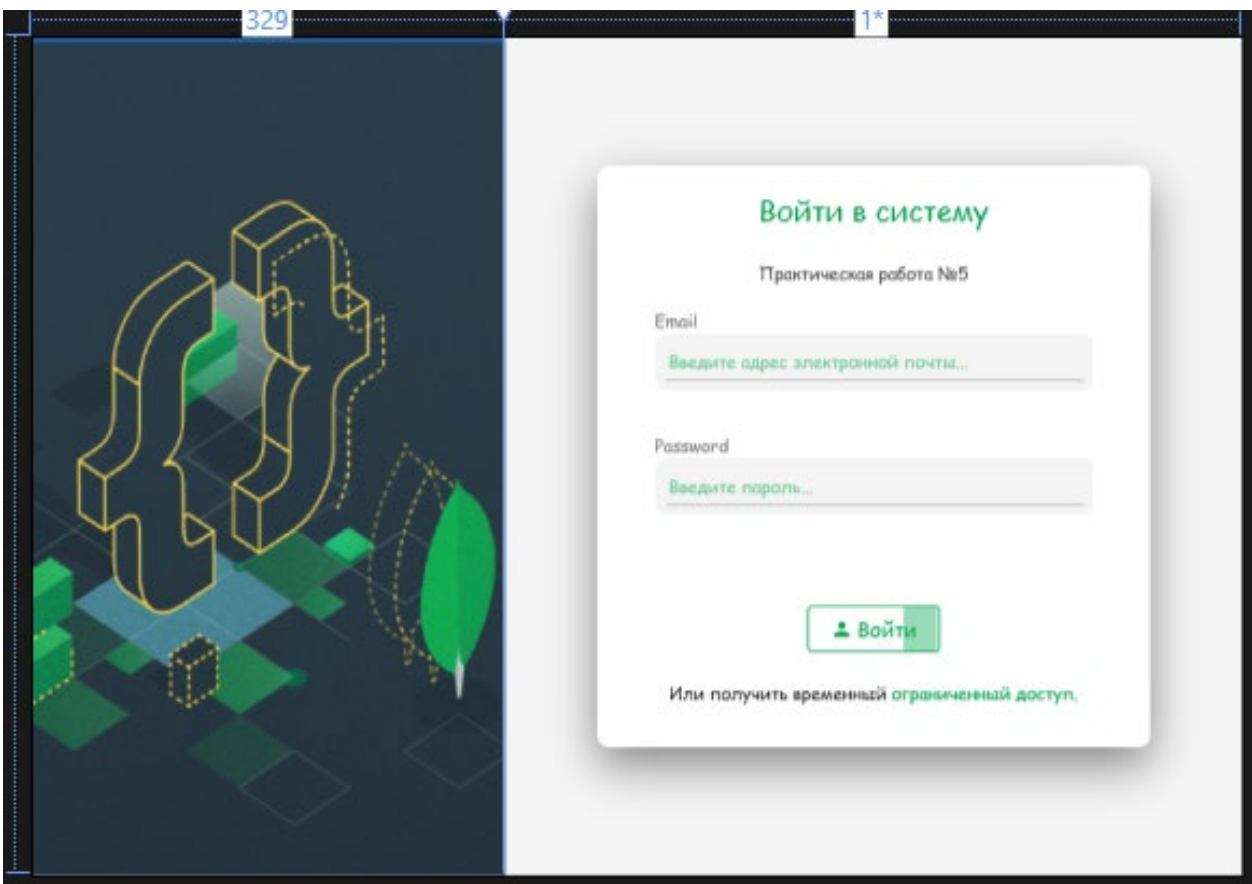 329
1*
Войти в систему
Практическая работа №5
Email
Введите адрес электронной почты...
Password
Введите пароль...
Войти
Или получить временный ограниченный доступ.